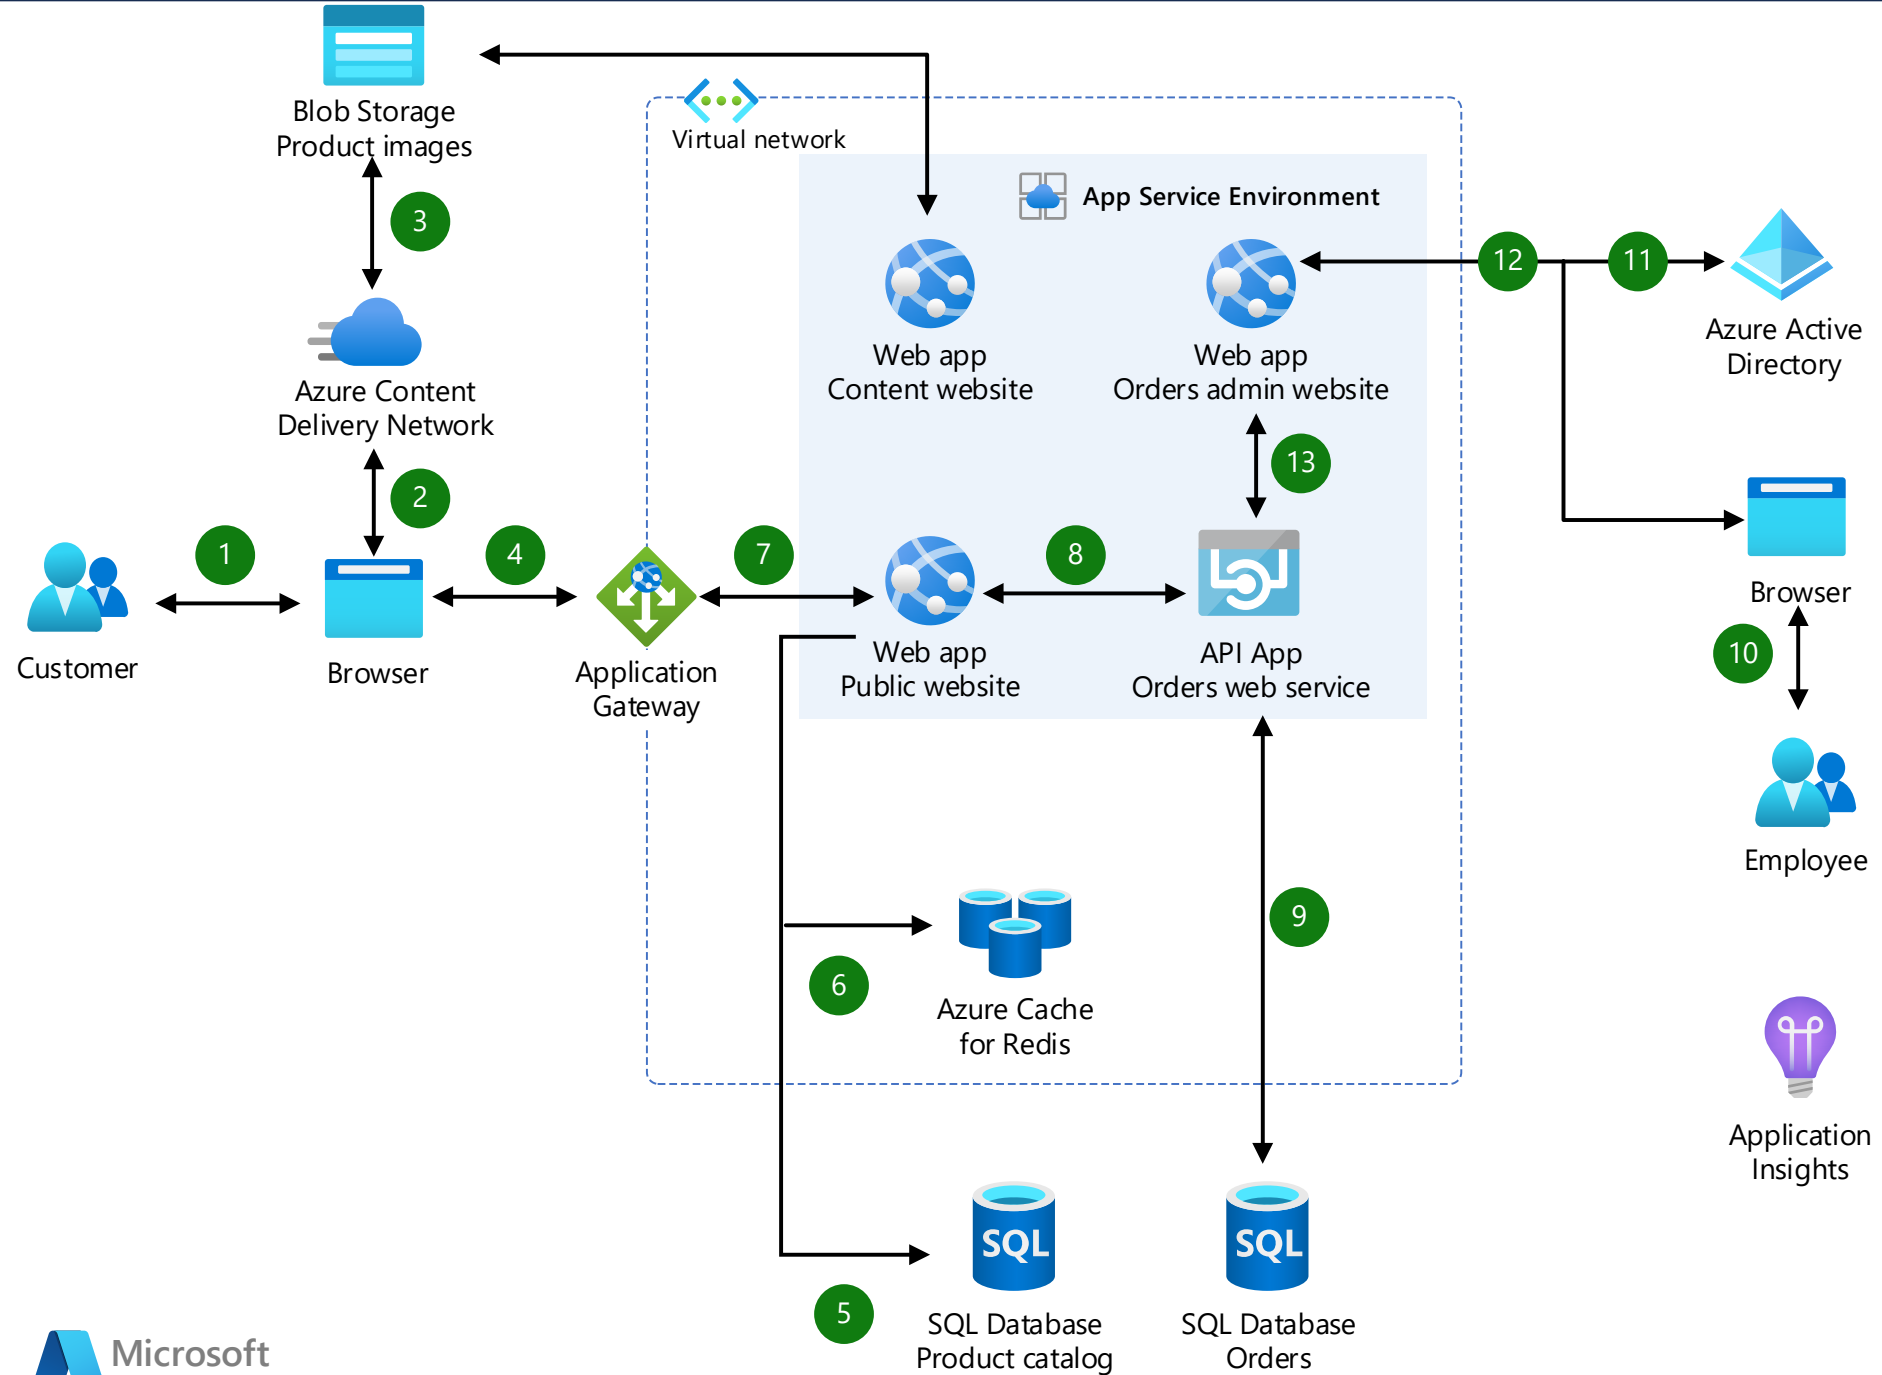 Blob Storage
Product images
Virtual network
App Service Environment
3
12
11
Azure Active
Directory
Web app
Content website
Web app
Orders admin website
Azure Content
Delivery Network
13
2
1
4
7
8
Browser
10
Customer
Browser
Application
Gateway
Web app
Public website
API App
Orders web service
Employee
9
6
Azure Cache
for Redis
Application
Insights
SQL
SQL
5
SQL Database
Product catalog
SQL Database
Orders
Microsoft